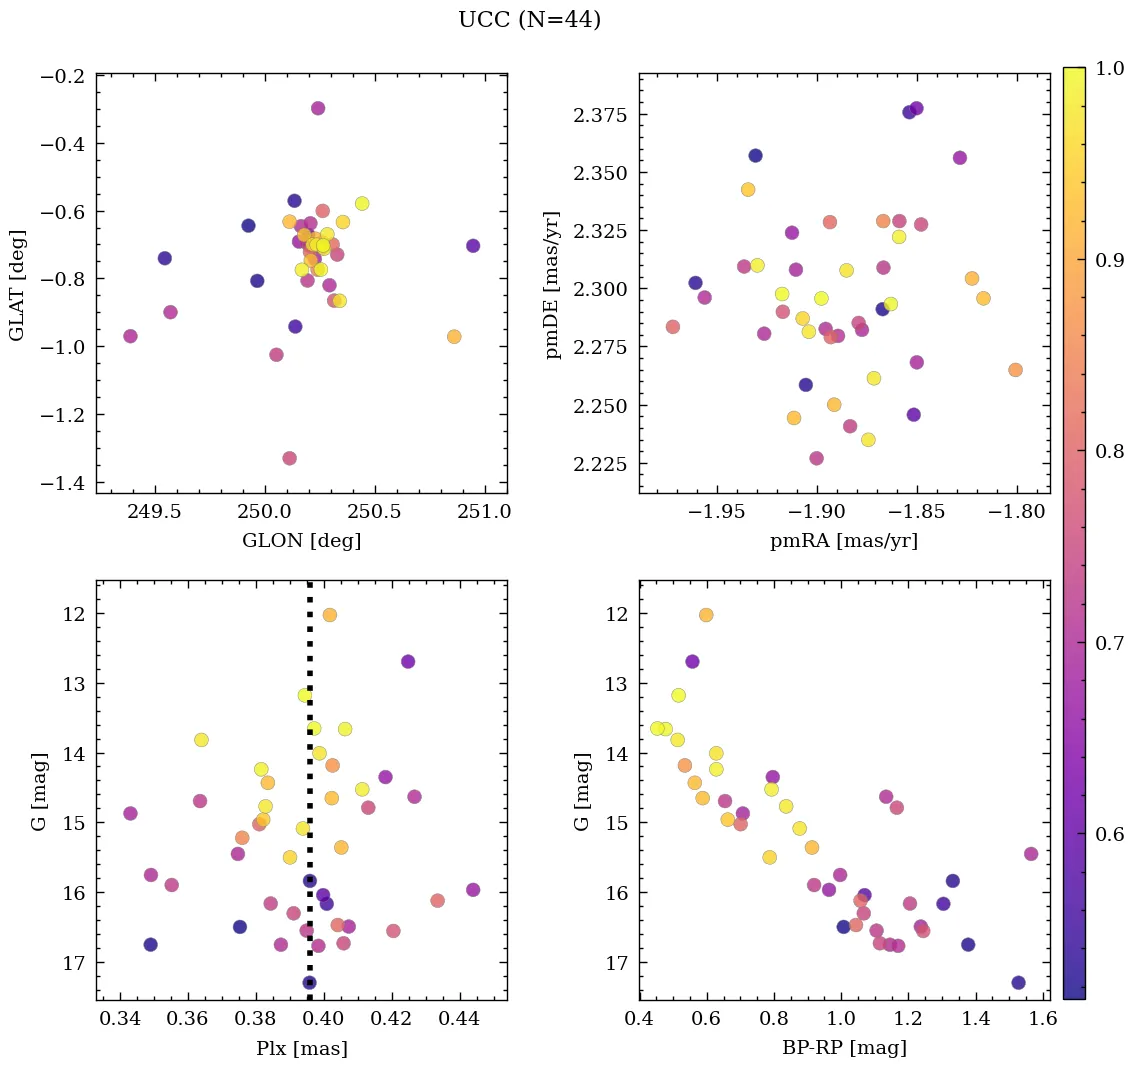 UCC (N=44)
−0.2
−0.4
−0.6
−0.8
−1.0
−1.2
−1.4
GLAT [deg]
249.5 250.0 250.5 251.0
GLON [deg]
2.375
2.350
2.325
2.300
2.275
2.250
2.225
pmDE [mas/yr]
−1.95 −1.90 −1.85 −1.80
pmRA [mas/yr]
12
13
14
15
16
17
G [mag]
0.34 0.36 0.38 0.40 0.42 0.44
Plx [mas]
12
13
14
15
16
17
G [mag]
0.4 0.6 0.8 1.0 1.2 1.4 1.6
BP-RP [mag]
1.0
0.9
0.8
0.7
0.6